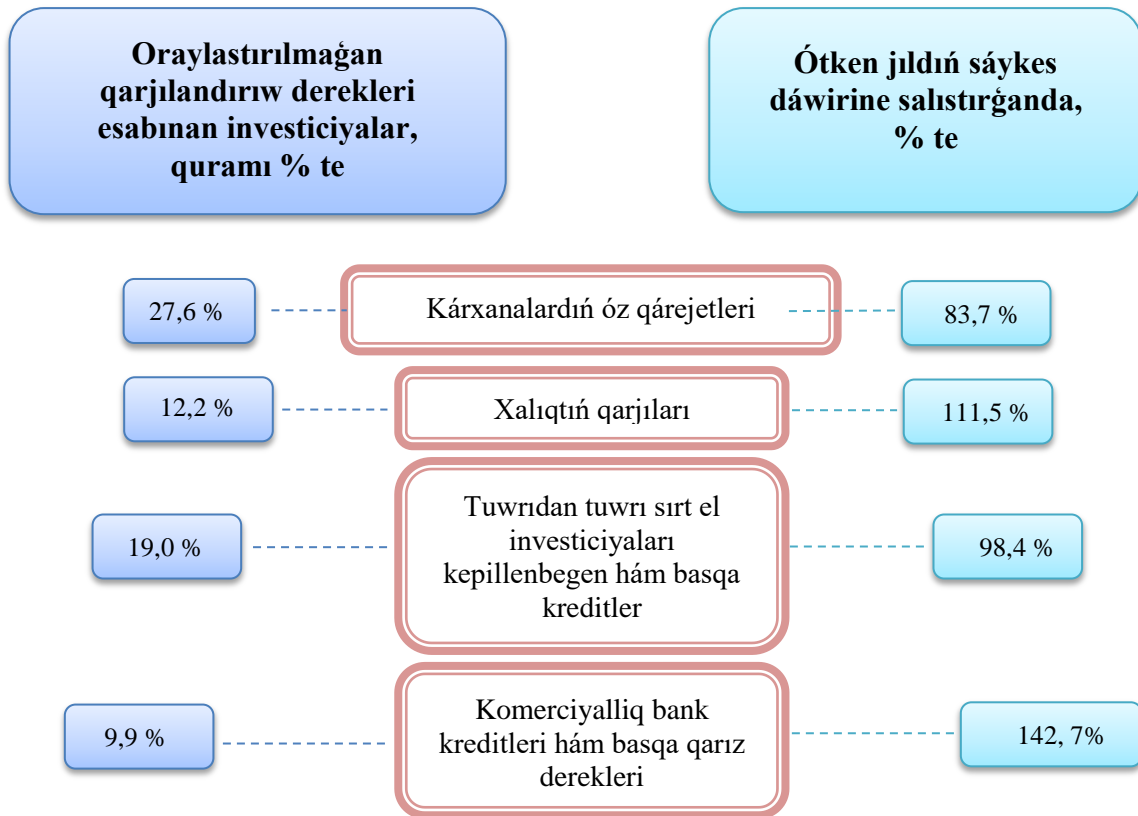 Oraylastırılmaǵan
qarjılandırıw derekleri
esabınan investiciyalar,
quramı % te
Ótken jıldıń sáykes
dáwirine salıstırǵanda,
% te
27,6 %
Kárxanalardıń óz qárejetleri
83,7 %
12,2 %
Xalıqtıń qarjıları
111,5 %
19,0 %
Tuwrıdan tuwrı sırt el
investiciyaları
kepillenbegen hám basqa
kreditler
98,4 %
9,9 %
Komerciyalliq bank
kreditleri hám basqa qarız
derekleri
142, 7%